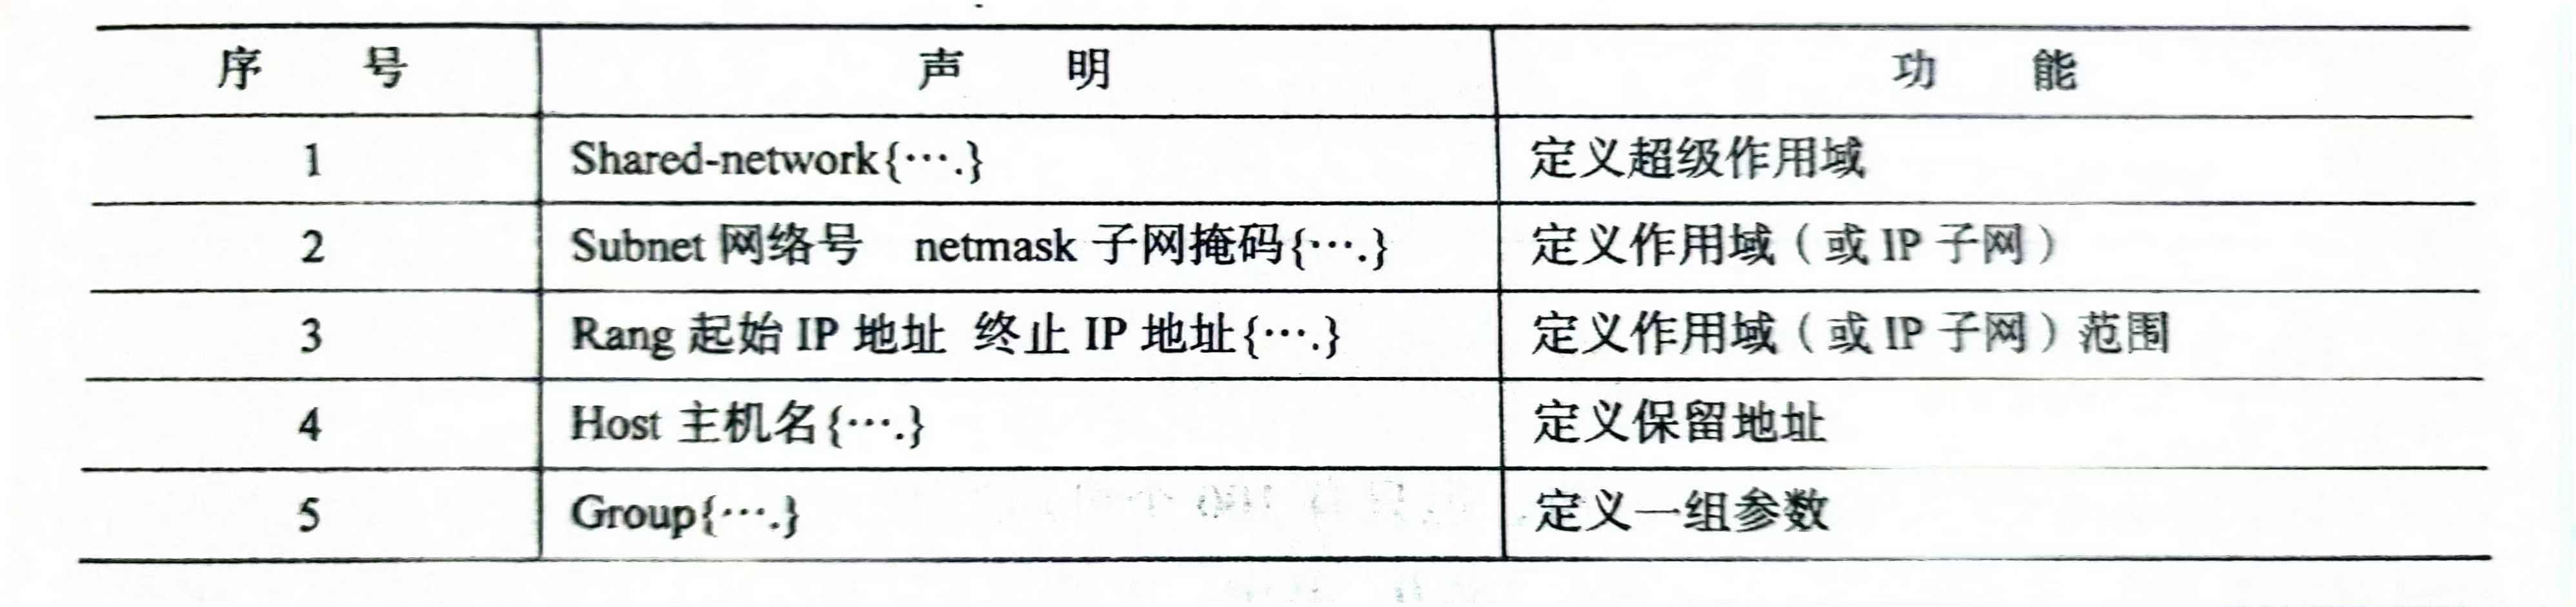 序 号 声 明 功 能
1 Shared-network{….} 定义超级作用域
2 Subnet 网络号 netmask 子网掩码{….} 定义作用域（或 IP 子网）
3 Rang 起始 IP 地址 终止 IP 地址{….} 定义作用域（或 IP 子网）范围
4 Host 主机名{….} 定义保留地址
5 Group{….} 定义一组参数